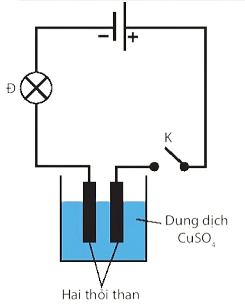 − +
Đ
K
Dung dịch
CuSO₄
Hai thỏi than